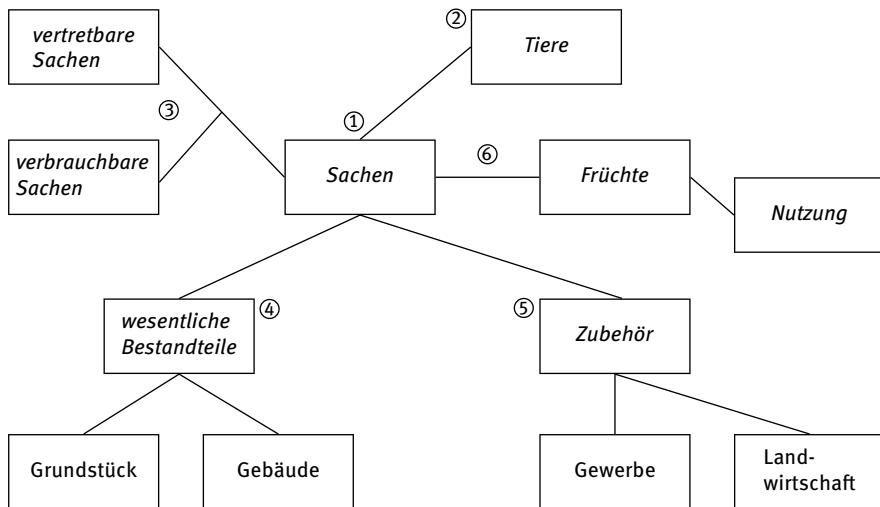 vertretbare
Sachen
②
Tiere
③
①
verbrauchbare
Sachen
Sachen
⑥
Früchte
Nutzung
wesentliche
Bestandteile
④
⑤
Zubehör
Grundstück
Gebäude
Gewerbe
Land-
wirtschaft